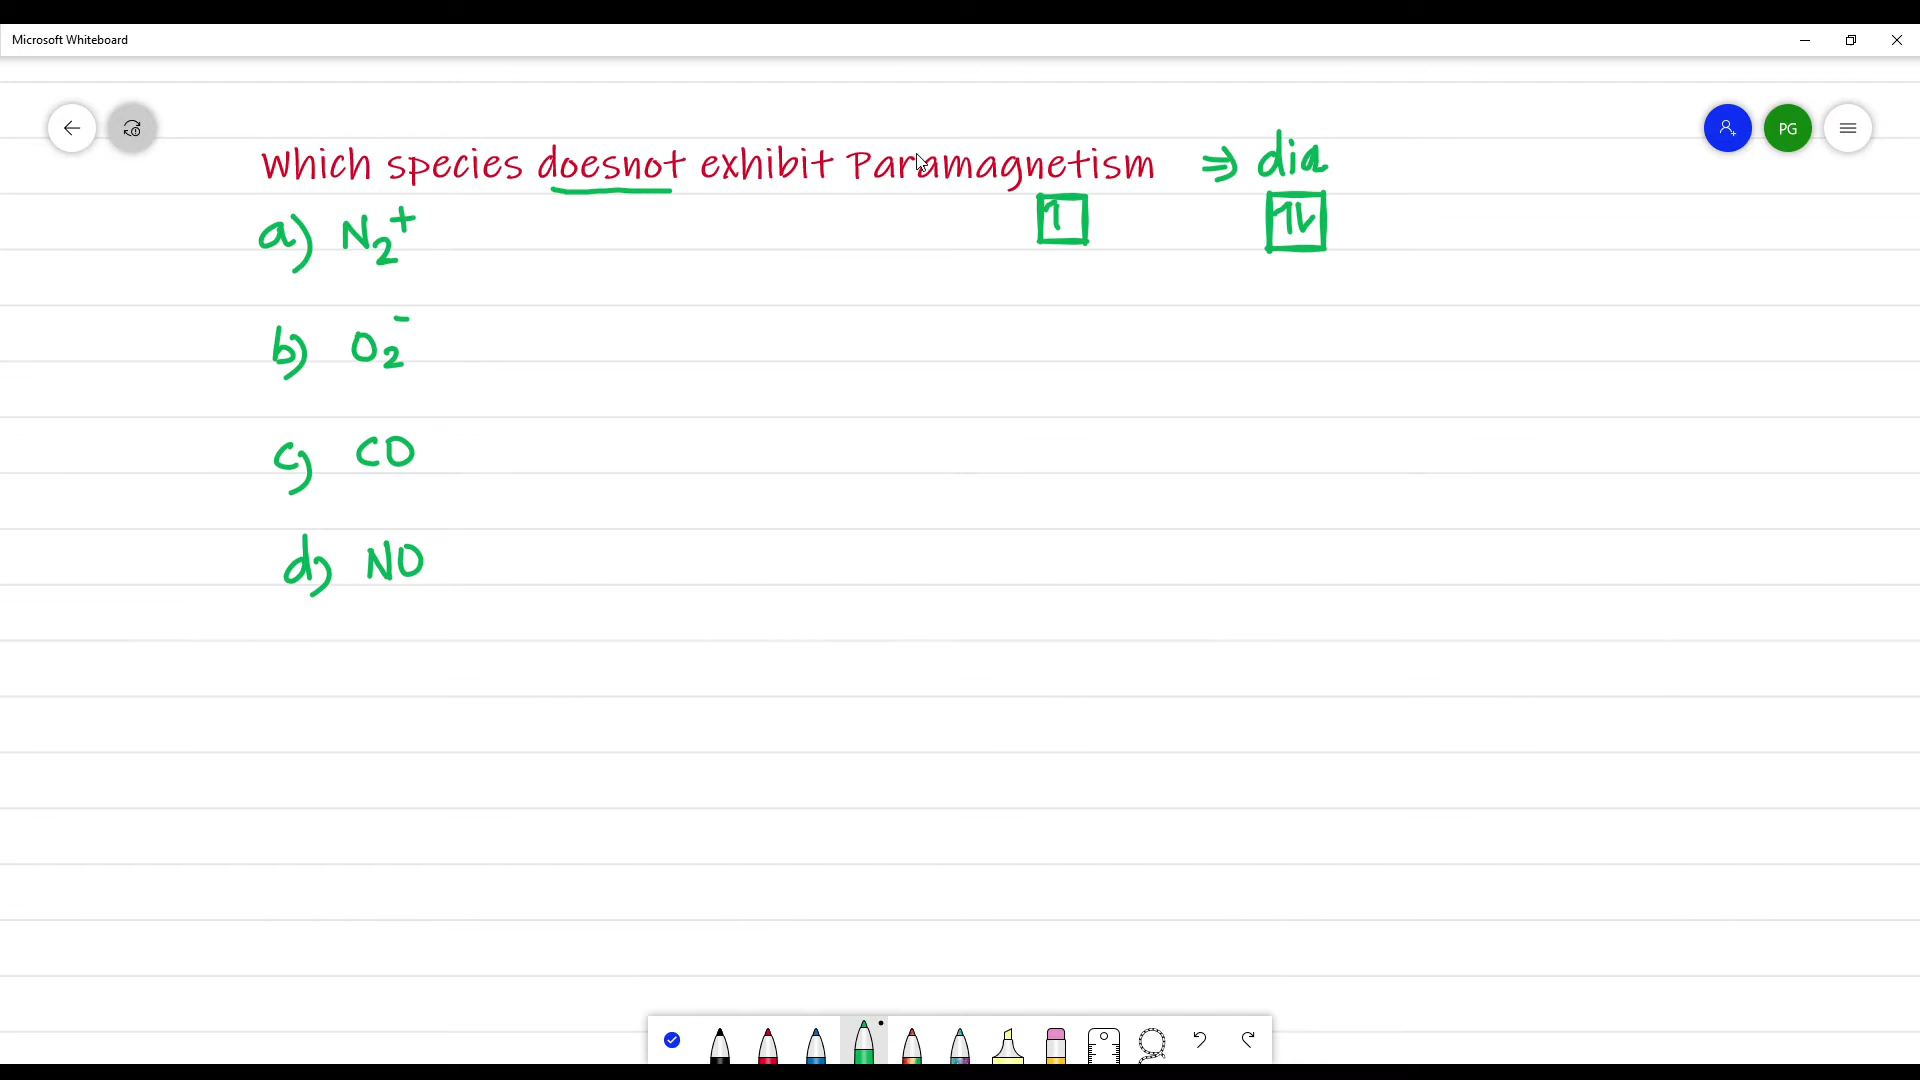 Microsoft Whiteboard
PG
Which species doesnot exhibit Paramagnetism ⇒ dia
↑ ↑↓
a) N₂⁺
b) O₂⁻
c) CO
d) NO